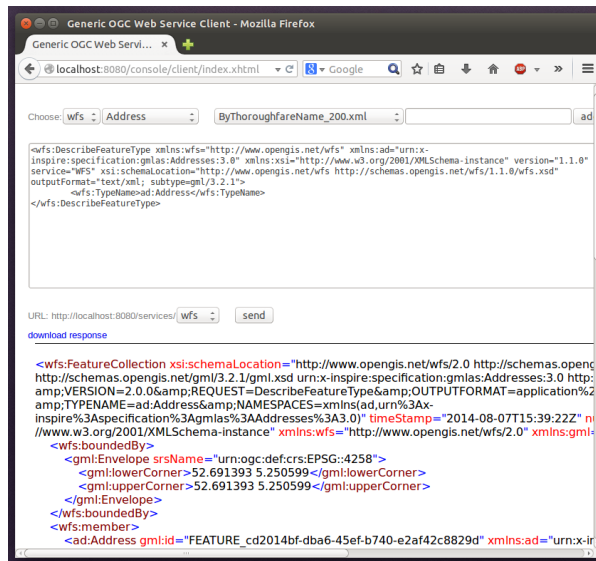 Generic OGC Web Service Client - Mozilla Firefox
Generic OGC Web Servi...
localhost:8080/console/client/index.xhtml Google
Choose: wfs Address ByThoroughfareName_200.xml ad
<wfs:DescribeFeatureType xmlns:wfs="http://www.opengis.net/wfs" xmlns:ad="urn:x-
inspire:specification:gmlas:Addresses:3.0" xmlns:xsi="http://www.w3.org/2001/XMLSchema-instance" version="1.1.0"
service="WFS" xsi:schemaLocation="http://www.opengis.net/wfs http://schemas.opengis.net/wfs/1.1.0/wfs.xsd"
outputFormat="text/xml; subtype=gml/3.2.1">
<wfs:TypeName>ad:Address</wfs:TypeName>
</wfs:DescribeFeatureType>
URL: http://localhost:8080/services/ wfs send
download response
<wfs:FeatureCollection xsi:schemaLocation="http://www.opengis.net/wfs/2.0 http://schemas.openg
http://schemas.opengis.net/gml/3.2.1/gml.xsd urn:x-inspire:specification:gmlas:Addresses:3.0 http:
amp;VERSION=2.0.0&amp;REQUEST=DescribeFeatureType&amp;OUTPUTFORMAT=application%2
amp;TYPENAME=ad:Address&amp;NAMESPACES=xmlns(ad,urn%3Ax-
inspire%3Aspecification%3Agmlas%3AAddresses%3A3.0)" timeStamp="2014-08-07T15:39:22Z" nu
//www.w3.org/2001/XMLSchema-instance" xmlns:wfs="http://www.opengis.net/wfs/2.0" xmlns:gml=
<wfs:boundedBy>
<gml:Envelope srsName="urn:ogc:def:crs:EPSG::4258">
<gml:lowerCorner>52.691393 5.250599</gml:lowerCorner>
<gml:upperCorner>52.691393 5.250599</gml:upperCorner>
</gml:Envelope>
</wfs:boundedBy>
<wfs:member>
<ad:Address gml:id="FEATURE_cd2014bf-dba6-45ef-b740-e2af42c8829d" xmlns:ad="urn:x-in